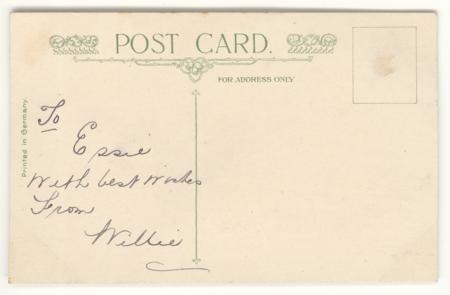 POST CARD.
FOR ADDRESS ONLY
Printed in Germany.
To
Essie
With best wishes
From
Willie